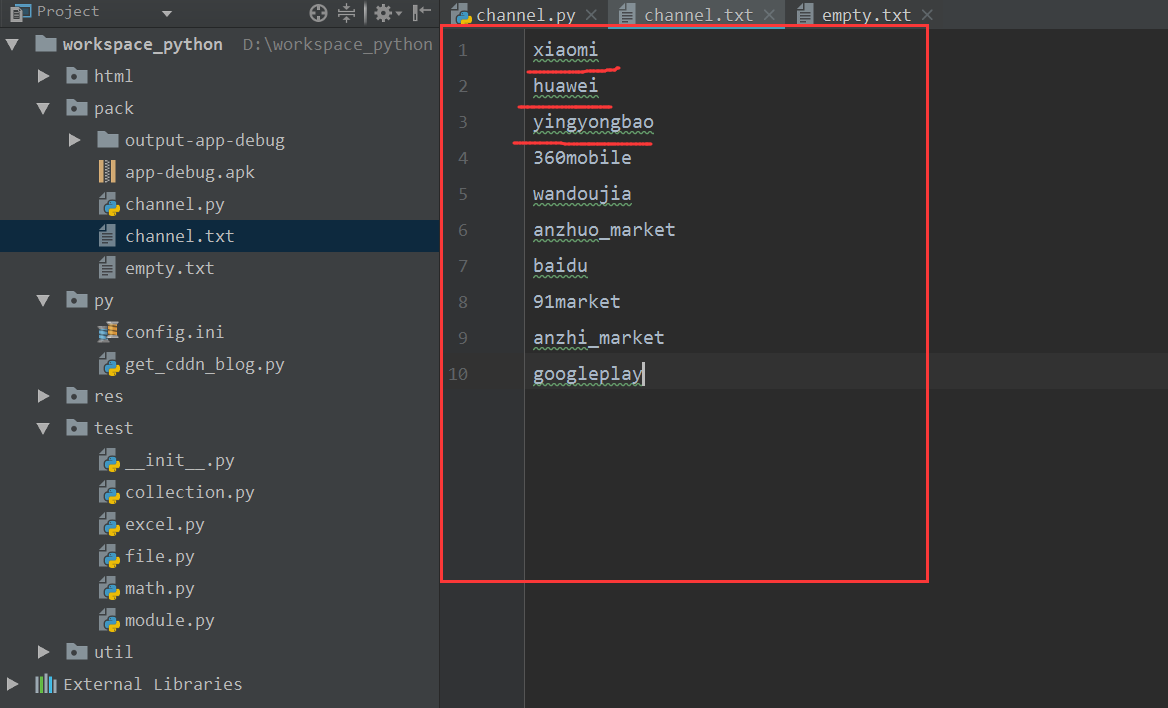 Project
workspace_python D:\workspace_python
html
pack
output-app-debug
app-debug.apk
channel.py
channel.txt
empty.txt
py
config.ini
get_cddn_blog.py
res
test
__init__.py
collection.py
excel.py
file.py
math.py
module.py
util
External Libraries
channel.py channel.txt empty.txt
1 xiaomi
2 huawei
3 yingyongbao
4 360mobile
5 wandoujia
6 anzhuo_market
7 baidu
8 91market
9 anzhi_market
10 googleplay